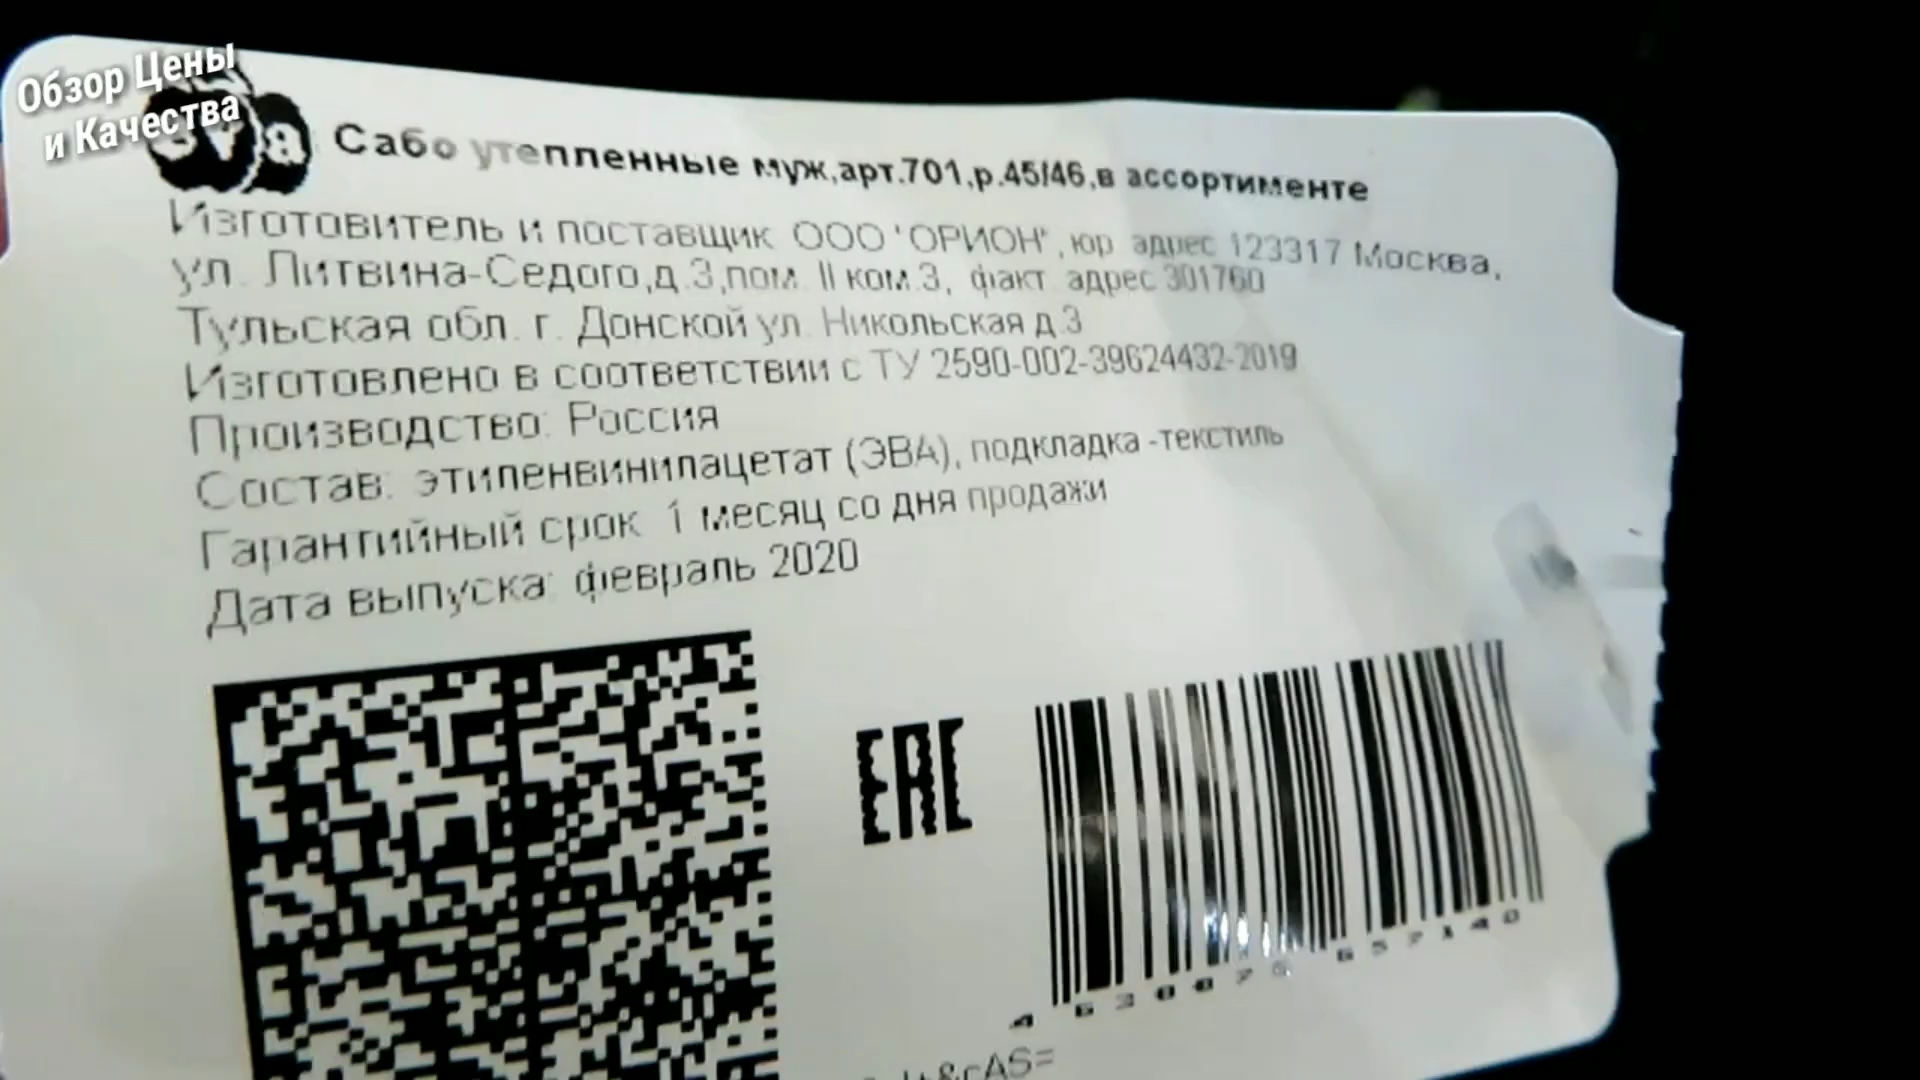 Обзор Цены
и Качества
Сабо утепленные муж,арт.701,р.45/46,в ассортименте
Изготовитель и поставщик ООО "ОРИОН", юр. адрес 123317 Москва,
ул. Литвина-Седого,д.3,пом. II ком.3, факт. адрес 301760
Тульская обл. г. Донской ул. Никольская д.3
Изготовлено в соответствии с ТУ 2590-002-39624432-2019
Производство: Россия
Состав: этиленвинилацетат (ЭВА), подкладка -текстиль
Гарантийный срок 1 месяц со дня продажи
Дата выпуска: февраль 2020
EAC